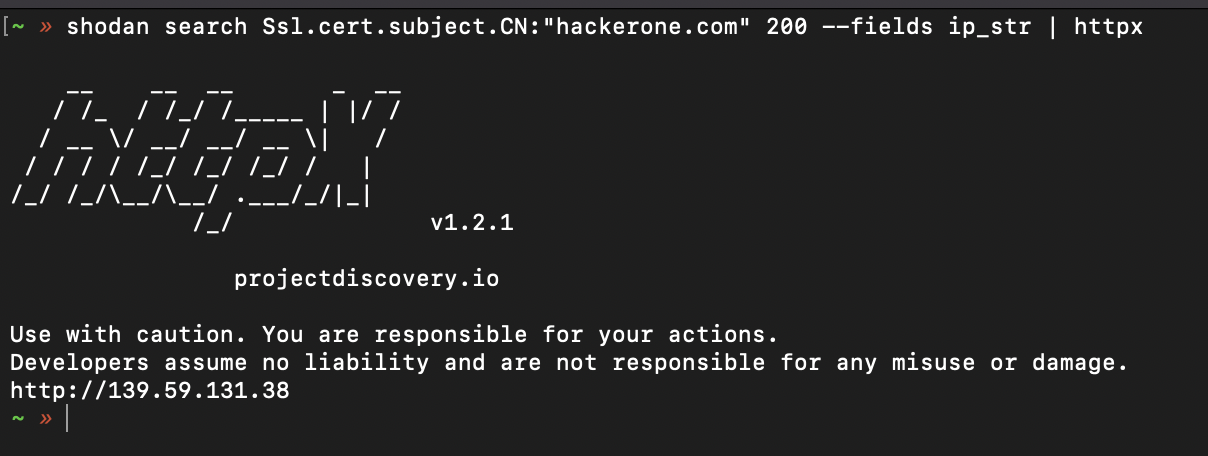 [~ » shodan search Ssl.cert.subject.CN:"hackerone.com" 200 --fields ip_str | httpx
    __    __  __       _  __
   / /_  / /_/ /_____ | |/ /
  / __ \/ __/ __/ __ \|   /
 / / / / /_/ /_/ /_/ /   |
/_/ /_/\__/\__/ .___/_/|_|
             /_/              v1.2.1
projectdiscovery.io
Use with caution. You are responsible for your actions.
Developers assume no liability and are not responsible for any misuse or damage.
http://139.59.131.38
~ »